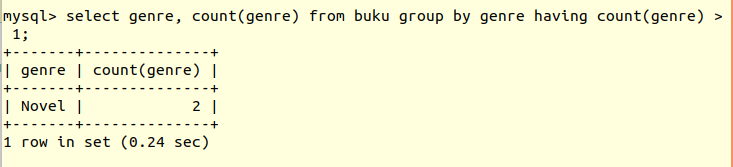 mysql> select genre, count(genre) from buku group by genre having count(genre) >
 1;
+-------+--------------+
| genre | count(genre) |
+-------+--------------+
| Novel |            2 |
+-------+--------------+
1 row in set (0.24 sec)